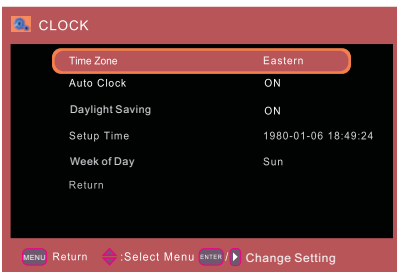 CLOCK
Time Zone Eastern
Auto Clock ON
Daylight Saving ON
Setup Time 1980-01-06 18:49:24
Week of Day Sun
Return
MENU Return :Select Menu ENTER / Change Setting